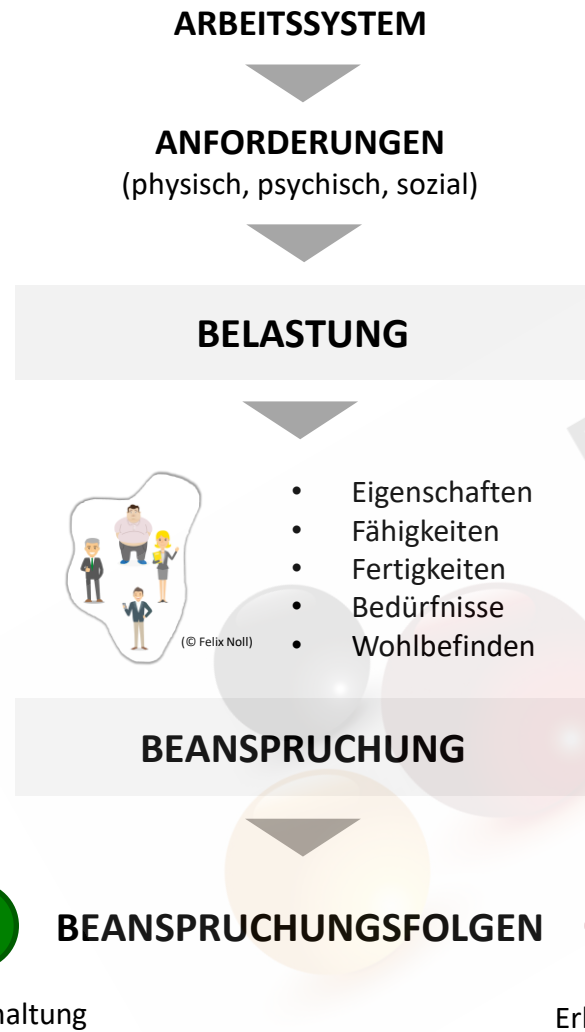 ARBEITSSYSTEM
ANFORDERUNGEN
(physisch, psychisch, sozial)
BELASTUNG
• Eigenschaften
• Fähigkeiten
• Fertigkeiten
• Bedürfnisse
• Wohlbefinden
(© Felix Noll)
BEANSPRUCHUNG
BEANSPRUCHUNGSFOLGEN